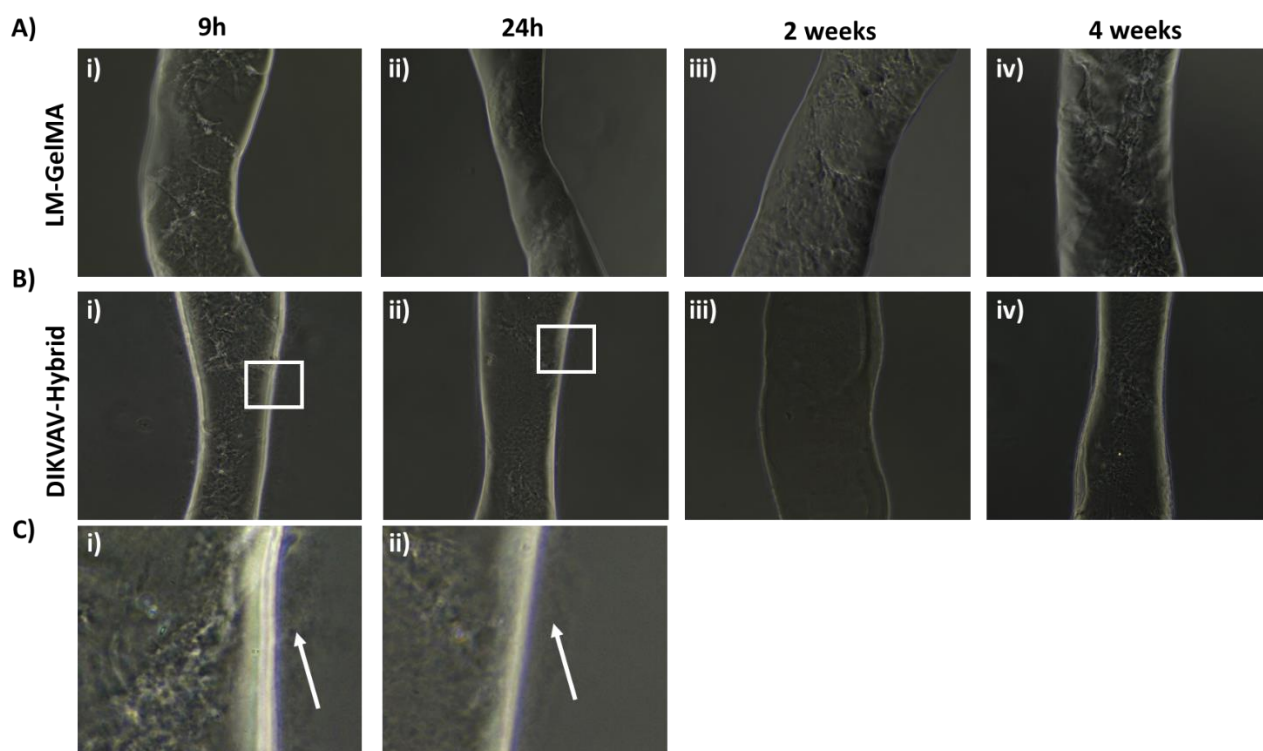 A) 9h 24h 2 weeks 4 weeks
LM-GelMA
i) ii) iii) iv)
B)
DIKVAV-Hybrid
i) ii) iii) iv)
C)
i) ii)